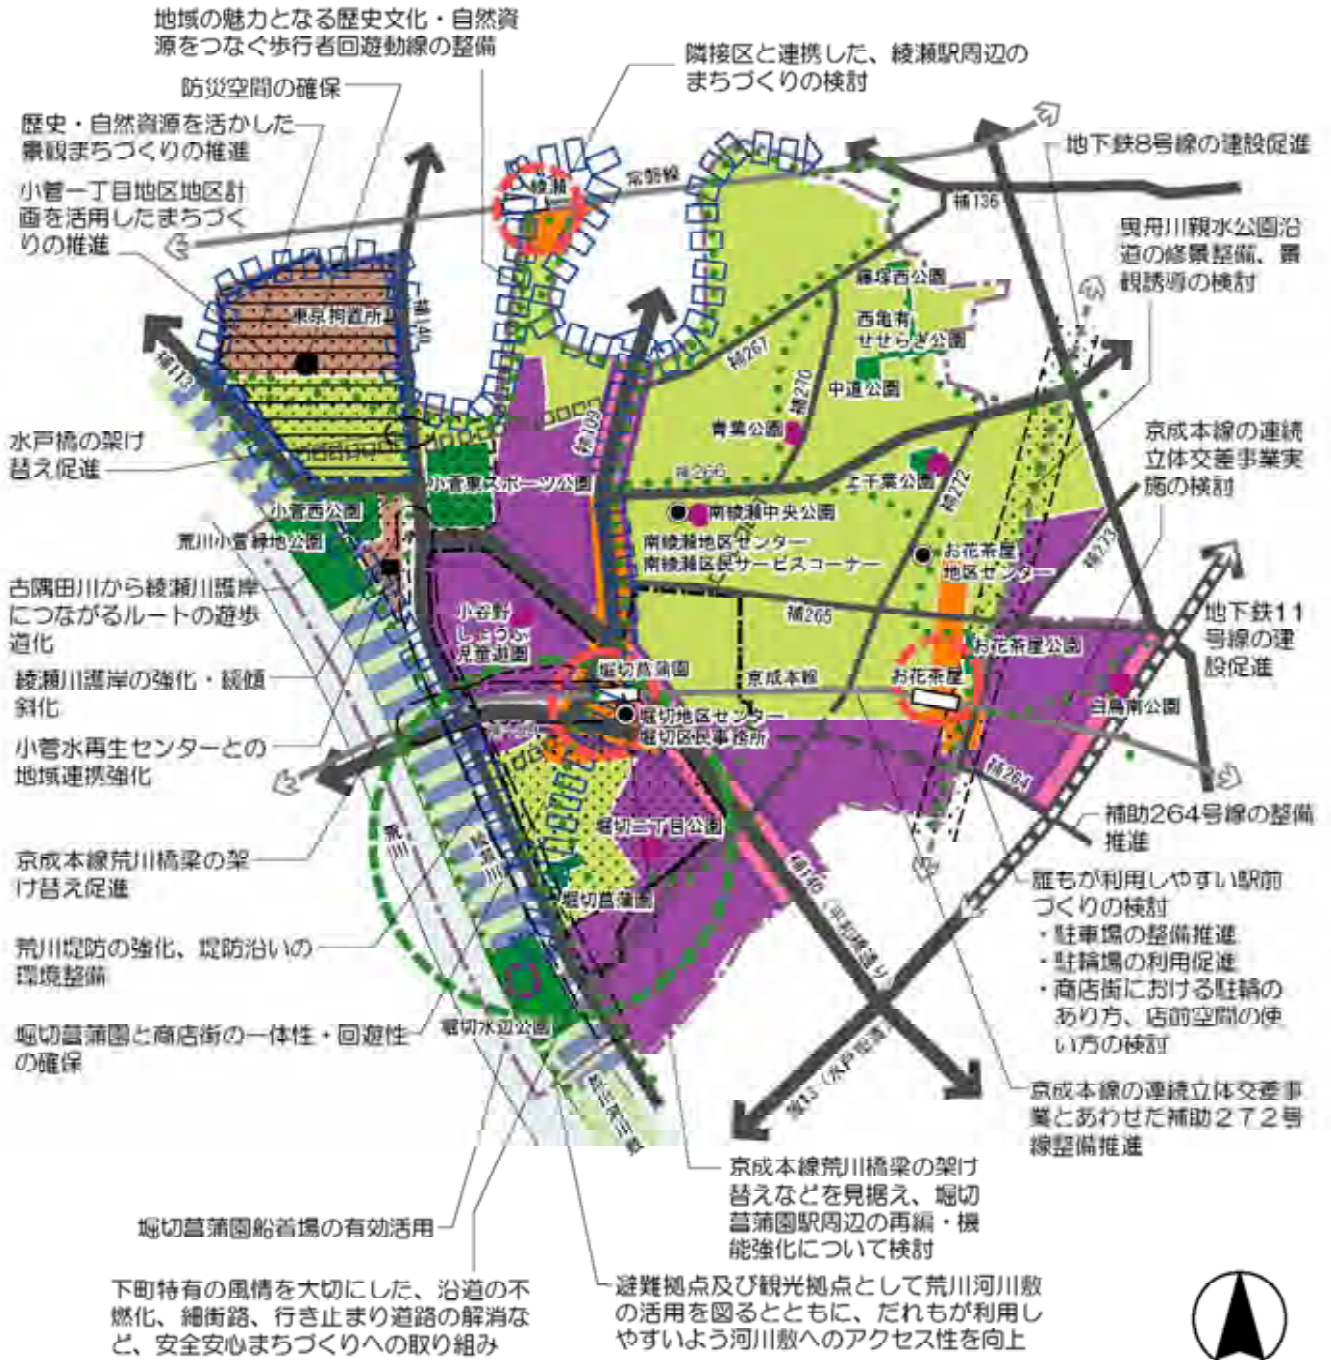 地域の魅力となる歴史文化・自然資
源をつなぐ歩行者回遊動線の整備
隣接区と連携した、綾瀬駅周辺の
まちづくりの検討
防災空間の確保
歴史・自然資源を活かした
景観まちづくりの推進
地下鉄8号線の建設促進
小菅一丁目地区地区計
画を活用したまちづく
りの推進
曳舟川親水公園沿
道の修景整備、景
観誘導の検討
綾瀬
常磐線
補136
藤塚西公園
西亀有
せせらぎ公園
中道公園
東京拘置所
補140
補113
補267
補270
補109
青葉公園
補266
上千葉公園
補272
水戸橋の架け
替え促進
京成本線の連続
立体交差事業実
施の検討
小菅東スポーツ公園
小菅西公園
荒川小菅緑地公園
南綾瀬中央公園
南綾瀬地区センター
南綾瀬区民サービスコーナー
お花茶屋
地区センター
補273
古隅田川から綾瀬川護岸
につながるルートの遊歩
道化
小谷野
しょうぶ
児童遊園
補265
お花茶屋公園
地下鉄11
号線の建
設促進
綾瀬川護岸の強化・緩傾
斜化
堀切菖蒲園
京成本線
お花茶屋
白鳥南公園
堀切地区センター
堀切区民事務所
小菅水再生センターとの
地域連携強化
補264
補助264号線の整備
推進
荒川
綾瀬川
堀切二丁目公園
京成本線荒川橋梁の架
け替え促進
補140（平和橋通り）
誰もが利用しやすい駅前
づくりの検討
・駐車場の整備推進
・駐輪場の利用促進
・商店街における駐輪の
あり方、店前空間の使
い方の検討
堀切菖蒲園
荒川堤防の強化、堤防沿いの
環境整備
堀切菖蒲園と商店街の一体性・回遊性
の確保
堀切水辺公園
京成本線の連続立体交差事
業とあわせた補助272号
線整備推進
京成本線荒川橋梁の架け
替えなどを見据え、堀切
菖蒲園駅周辺の再編・機
能強化について検討
堀切菖蒲園船着場の有効活用
下町特有の風情を大切にした、沿道の不
燃化、細街路、行き止まり道路の解消な
ど、安全安心まちづくりへの取り組み
避難拠点及び観光拠点として荒川河川敷
の活用を図るとともに、だれもが利用し
やすいよう河川敷へのアクセス性を向上